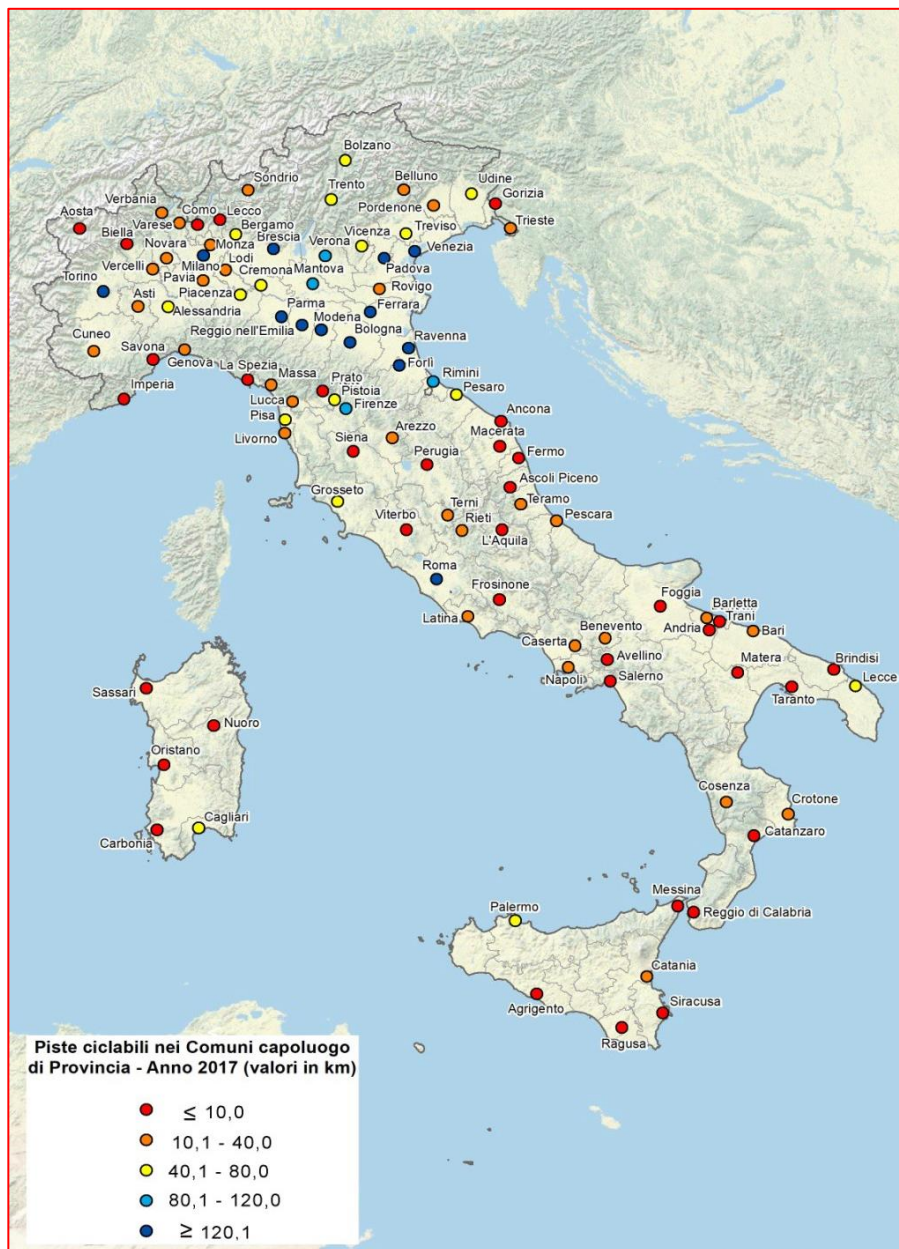 Bolzano
Sondrio
Belluno
Udine
Trento
Verbania
Pordenone
Gorizia
Aosta
Varese
Como
Lecco
Biella
Bergamo
Treviso
Trieste
Novara
Monza
Brescia
Verona
Vicenza
Venezia
Vercelli
Milano
Lodi
Mantova
Padova
Torino
Pavia
Cremona
Rovigo
Asti
Piacenza
Parma
Ferrara
Alessandria
Modena
Reggio nell'Emilia
Bologna
Cuneo
Ravenna
Savona
Genova
La Spezia
Forlì
Imperia
Massa
Prato
Rimini
Pistoia
Pesaro
Lucca
Firenze
Pisa
Ancona
Livorno
Siena
Arezzo
Macerata
Perugia
Fermo
Ascoli Piceno
Grosseto
Teramo
Terni
Viterbo
Rieti
Pescara
L'Aquila
Roma
Frosinone
Foggia
Latina
Barletta
Trani
Benevento
Andria
Bari
Caserta
Avellino
Matera
Brindisi
Napoli
Salerno
Lecce
Sassari
Taranto
Nuoro
Oristano
Cosenza
Crotone
Cagliari
Carbonia
Catanzaro
Messina
Palermo
Reggio di Calabria
Catania
Agrigento
Siracusa
Ragusa
Piste ciclabili nei Comuni capoluogo
di Provincia - Anno 2017 (valori in km)
≤ 10,0
10,1 - 40,0
40,1 - 80,0
80,1 - 120,0
≥ 120,1